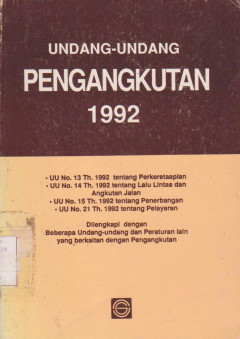 UNDANG-UNDANG
PENGANGKUTAN
1992
• UU No. 13 Th. 1992 tentang Perkeretaapian
• UU No. 14 Th. 1992 tentang Lalu Lintas dan
Angkutan Jalan
• UU No. 15 Th. 1992 tentang Penerbangan
• UU No. 21 Th. 1992 tentang Pelayaran
Dilengkapi dengan
Beberapa Undang-undang dan Peraturan lain
yang berkaitan dengan Pengangkutan